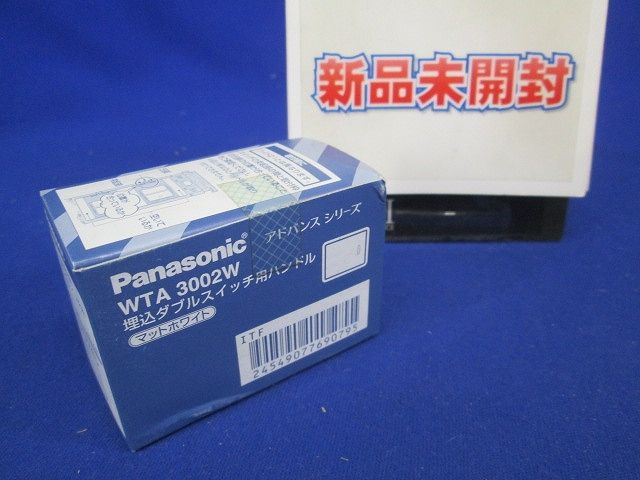 新品未開封
Panasonic
アドバンス シリーズ
WTA 3002W
埋込ダブルスイッチ用ハンドル
マットホワイト
ITF
24549077690795